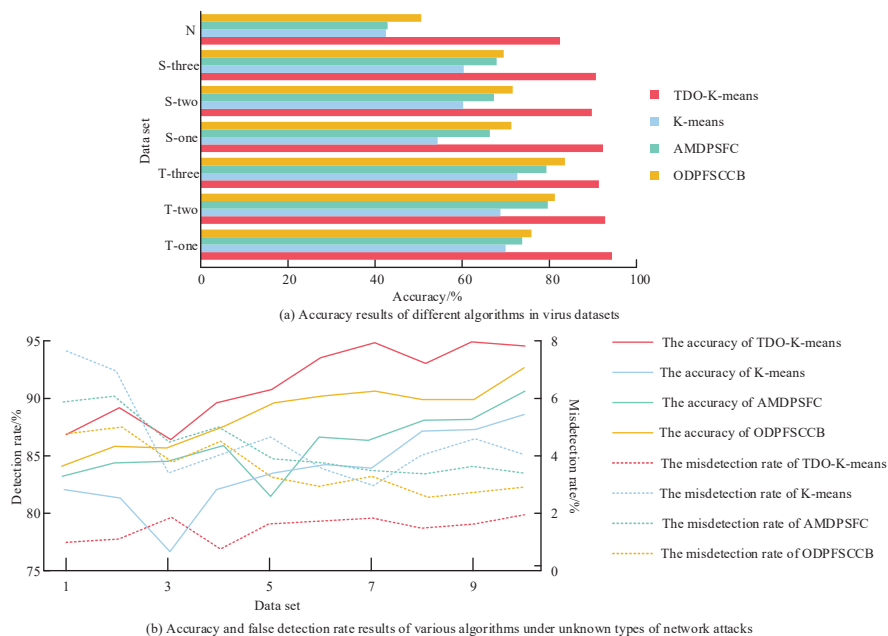 N
S-three
S-two
S-one
T-three
T-two
T-one
Data set
0 20 40 60 80 100
Accuracy/%
TDO-K-means
K-means
AMDPSFC
ODPFSCCB
(a) Accuracy results of different algorithms in virus datasets
95
90
85
80
75
Detection rate/%
8
6
4
2
0
Misdetection rate/%
1 3 5 7 9
Data set
The accuracy of TDO-K-means
The accuracy of K-means
The accuracy of AMDPSFC
The accuracy of ODPFSCCB
The misdetection rate of TDO-K-means
The misdetection rate of K-means
The misdetection rate of AMDPSFC
The misdetection rate of ODPFSCCB
(b) Accuracy and false detection rate results of various algorithms under unknown types of network attacks